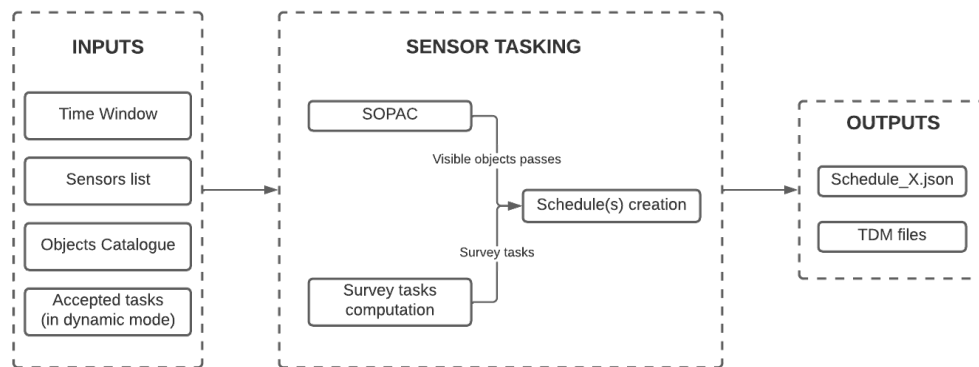 INPUTS
Time Window
Sensors list
Objects Catalogue
Accepted tasks
(in dynamic mode)
SENSOR TASKING
SOPAC
Visible objects passes
Schedule(s) creation
Survey tasks
Survey tasks
computation
OUTPUTS
Schedule_X.json
TDM files